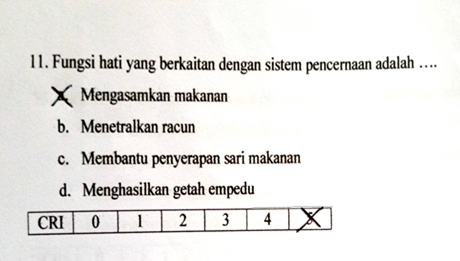 11. Fungsi hati yang berkaitan dengan sistem pencernaan adalah ....
a. Mengasamkan makanan
b. Menetralkan racun
c. Membantu penyerapan sari makanan
d. Menghasilkan getah empedu
CRI 0 1 2 3 4 5